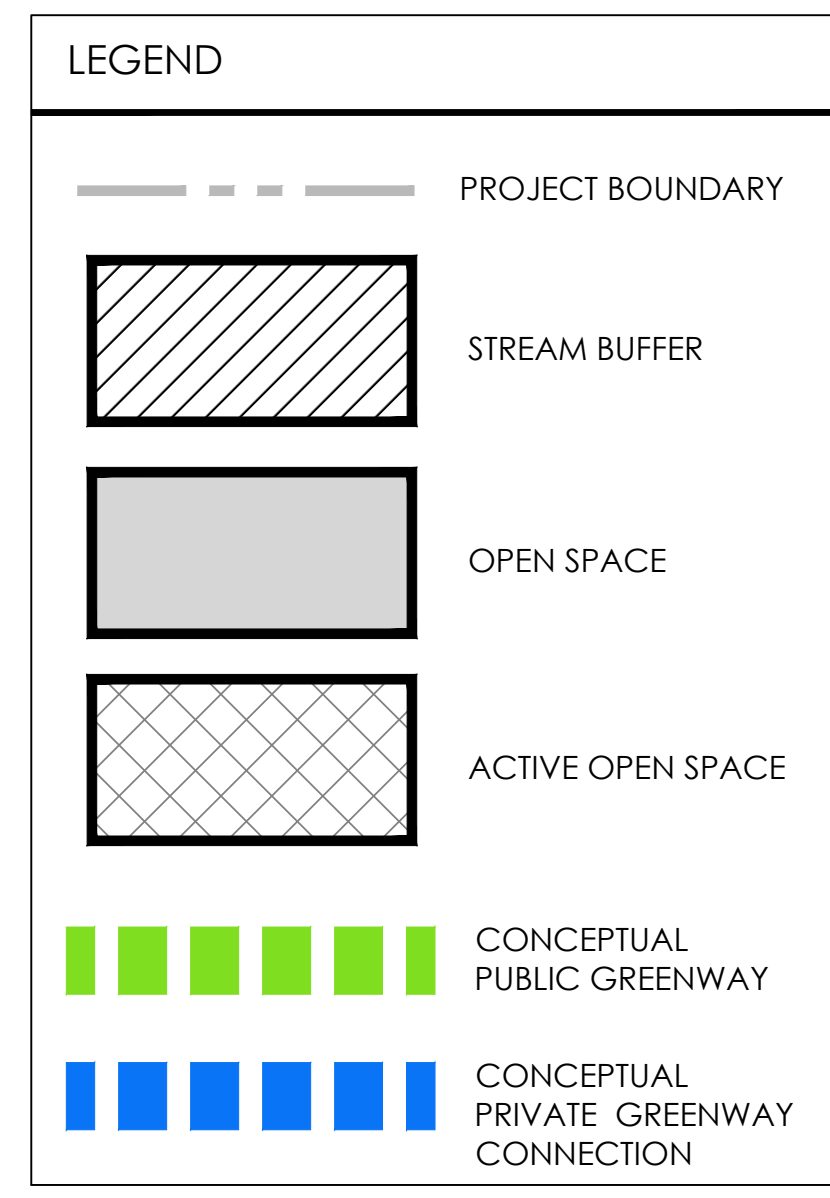 LEGEND
PROJECT BOUNDARY
STREAM BUFFER
OPEN SPACE
ACTIVE OPEN SPACE
CONCEPTUAL
PUBLIC GREENWAY
CONCEPTUAL
PRIVATE GREENWAY
CONNECTION